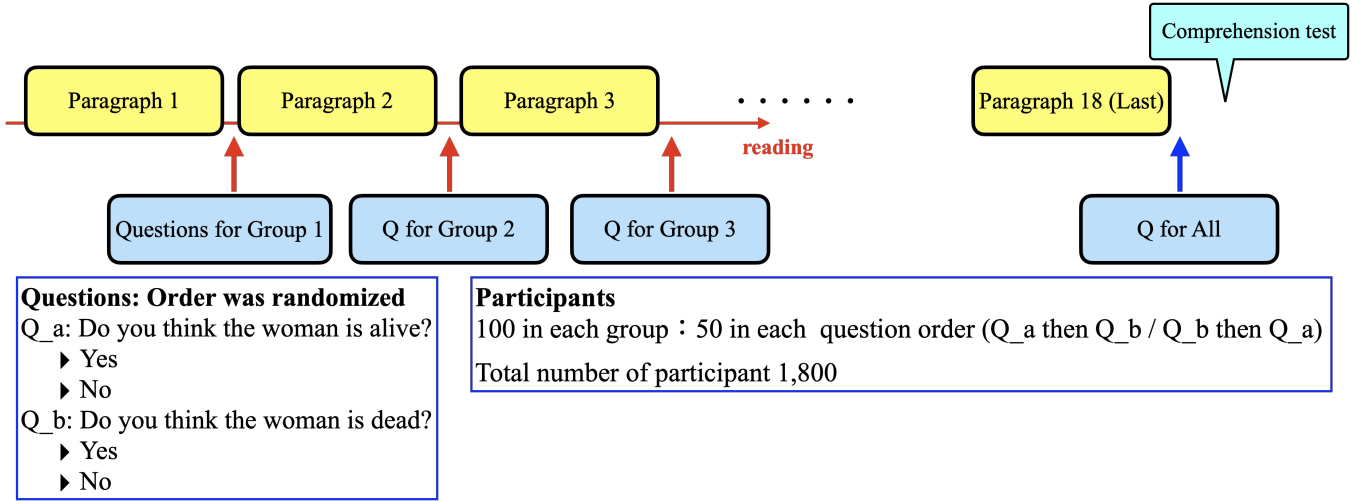 Comprehension test
Paragraph 1
Paragraph 2
Paragraph 3
······
Paragraph 18 (Last)
reading
Questions for Group 1
Q for Group 2
Q for Group 3
Q for All
Questions: Order was randomized
Q_a: Do you think the woman is alive?
Yes
No
Q_b: Do you think the woman is dead?
Yes
No
Participants
100 in each group：50 in each question order (Q_a then Q_b / Q_b then Q_a)
Total number of participant 1,800